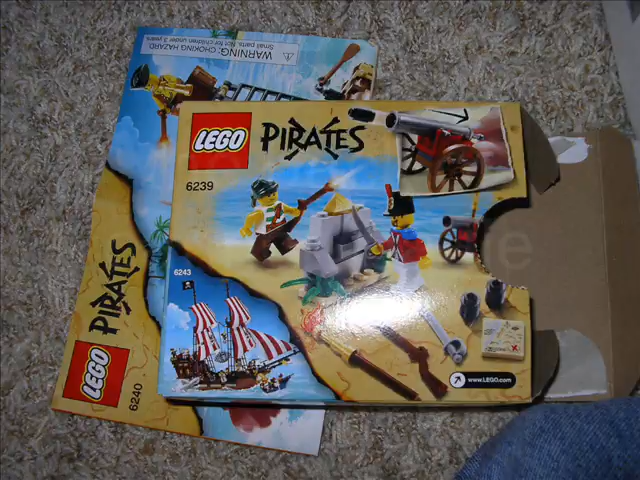 WARNING: CHOKING HAZARD.
Small parts. Not for children under 3 years
LEGO PIRATES
6239
6243
www.LEGO.com
PIRATES
LEGO
6240